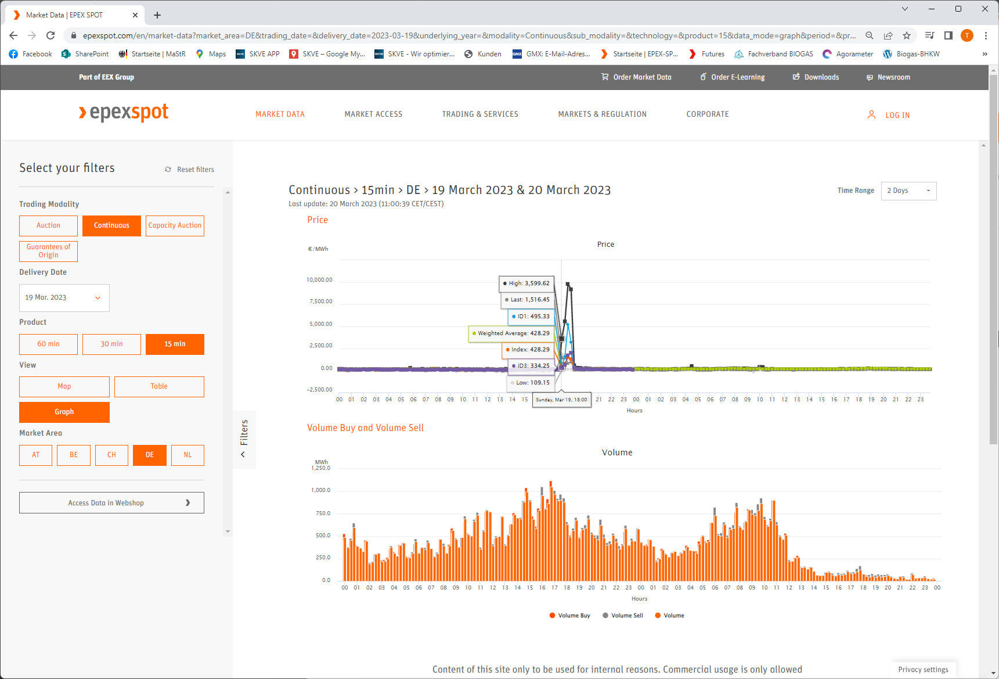 Market Data | EPEX SPOT
epexspot.com/en/market-data?market_area=DE&trading_date=&delivery_date=2023-03-19&underlying_year=&modality=Continuous&sub_modality=&technology=&product=15&data_mode=graph&period=&pr...
T
Facebook SharePoint Startseite | MaStR Maps SKVE APP SKVE – Google My... SKVE - Wir optimier... Kunden GMX: E-Mail-Adres... Startseite | EPEX-SP... Futures Fachverband BIOGAS Agorameter Biogas-BHKW »
Part of EEX Group Order Market Data Order E-Learning Downloads Newsroom
epexspot MARKET DATA MARKET ACCESS TRADING & SERVICES MARKETS & REGULATION CORPORATE LOG IN
Select your filters Reset filters
Trading Modality
Auction Continuous Capacity Auction
Guarantees of
Origin
Delivery Date
19 Mar. 2023
Product
60 min 30 min 15 min
View
Map Table
Graph
Market Area
AT BE CH DE NL
Access Data in Webshop
Filters
Continuous > 15min > DE > 19 March 2023 & 20 March 2023
Last update: 20 March 2023 (11:00:39 CET/CEST)
Time Range 2 Days
Price
Price
€/MWh
10,000.00
7,500.00
5,000.00
2,500.00
0.00
−2,500.00
High: 3,599.62
Last: 1,516.45
ID1: 495.33
Weighted Average: 428.29
Index: 428.29
ID3: 334.25
Low: 109.15
Sunday, Mar 19, 18:00
00 01 02 03 04 05 06 07 08 09 10 11 12 13 14 15 21 22 23 00 01 02 03 04 05 06 07 08 09 10 11 12 13 14 15 16 17 18 19 20 21 22 23
Hours
Volume Buy and Volume Sell
Volume
MWh
1,250.0
1,000.0
750.0
500.0
250.0
0.0
00 01 02 03 04 05 06 07 08 09 10 11 12 13 14 15 16 17 18 19 20 21 22 23 00 01 02 03 04 05 06 07 08 09 10 11 12 13 14 15 16 17 18 19 20 21 22 23 00
Hours
Volume Buy Volume Sell Volume
Content of this site only to be used for internal reasons. Commercial usage is only allowed
Privacy settings